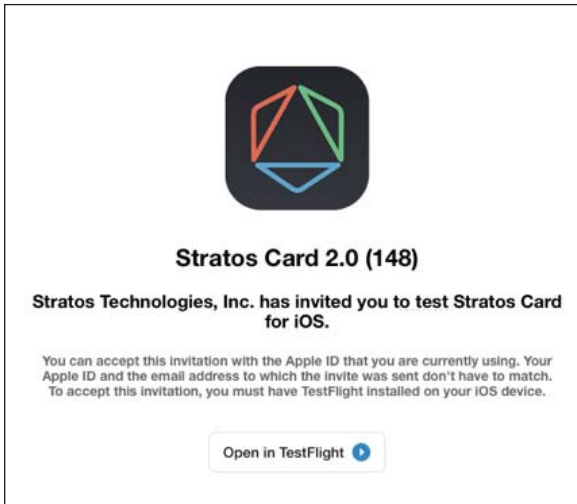 Stratos Card 2.0 (148)
Stratos Technologies, Inc. has invited you to test Stratos Card
for iOS.
You can accept this invitation with the Apple ID that you are currently using. Your
Apple ID and the email address to which the invite was sent don't have to match.
To accept this invitation, you must have TestFlight installed on your iOS device.
Open in TestFlight